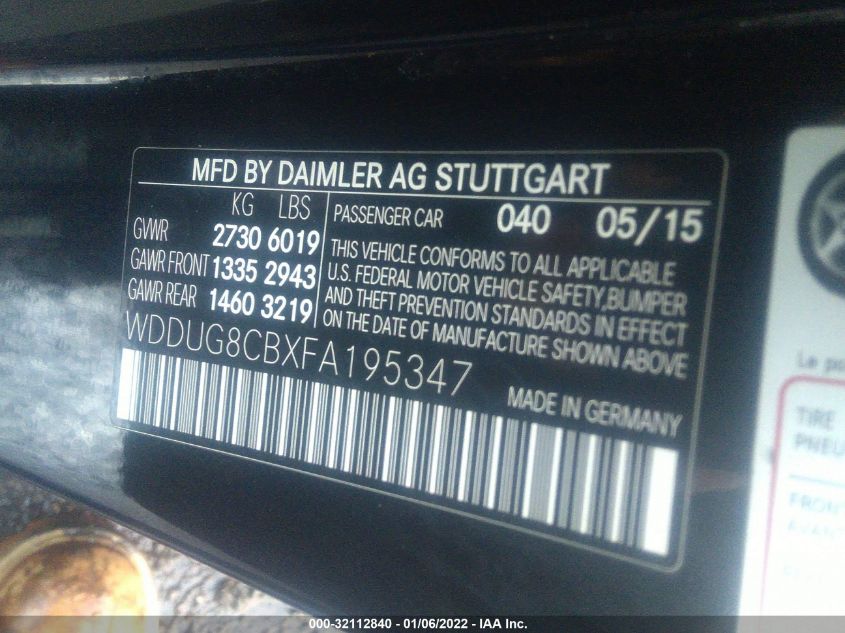 MFD BY DAIMLER AG STUTTGART
KG LBS
GVWR 2730 6019
GAWR FRONT 1335 2943
GAWR REAR 1460 3219
PASSENGER CAR 040 05/15
THIS VEHICLE CONFORMS TO ALL APPLICABLE
U.S. FEDERAL MOTOR VEHICLE SAFETY, BUMPER
AND THEFT PREVENTION STANDARDS IN EFFECT
ON THE DATE OF MANUFACTURE SHOWN ABOVE
WDDUG8CBXFA195347
MADE IN GERMANY
Le po
TIRE
PNEU
FRONT
AVANT
000-32112840 - 01/06/2022 - IAA Inc.